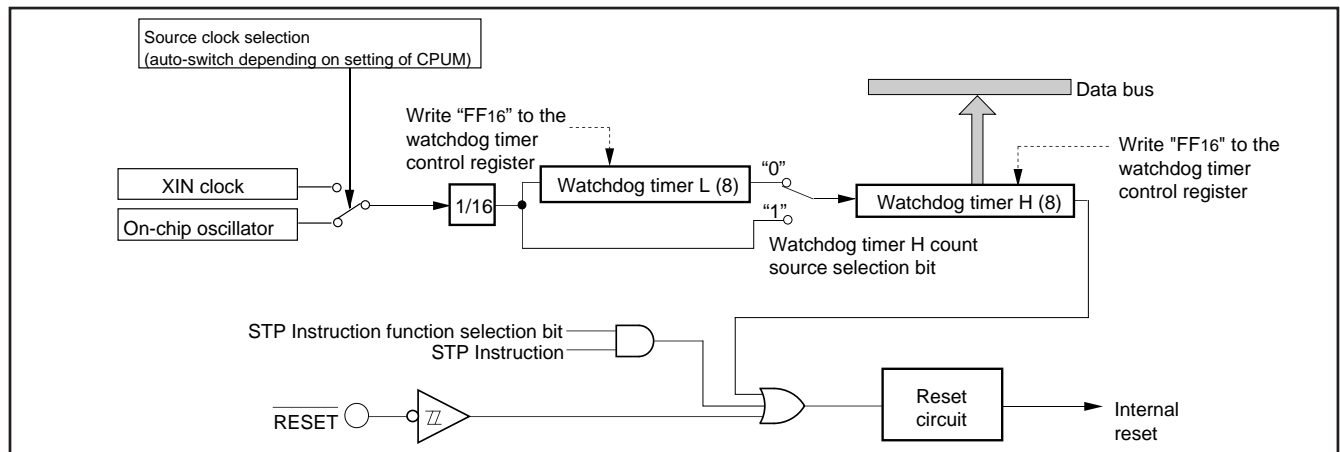 Source clock selection
(auto-switch depending on setting of CPUM)
Data bus
Write “FF16” to the
watchdog timer
control register
Write "FF16" to the
watchdog timer
control register
XIN clock
On-chip oscillator
1/16
Watchdog timer L (8)
“0”
“1”
Watchdog timer H (8)
Watchdog timer H count
source selection bit
STP Instruction function selection bit
STP Instruction
RESET
Reset
circuit
Internal
reset